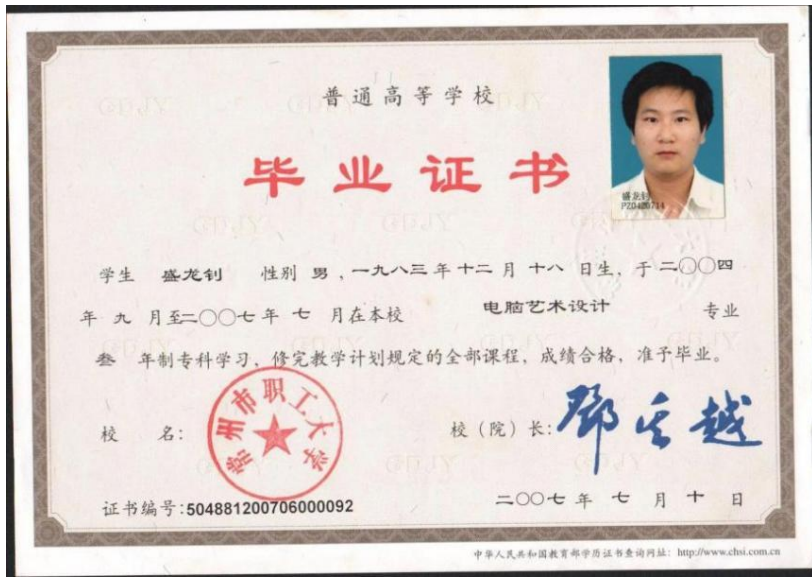 普通高等学校
毕业证书
盛龙钊
PZ0420714
学生 盛龙钊 性别 男 ，一九八三年十二月十八日生，于二〇〇四
年九月至二〇〇七年七月在本校 电脑艺术设计 专业
叁 年制专科学习、修完教学计划规定的全部课程，成绩合格，准予毕业。
校 名：
常州市职工大学
校（院）长：
证书编号：504881200706000092
二〇〇七年七月十日
中华人民共和国教育部学历证书查询网址：http://www.chsi.com.cn
GDJY